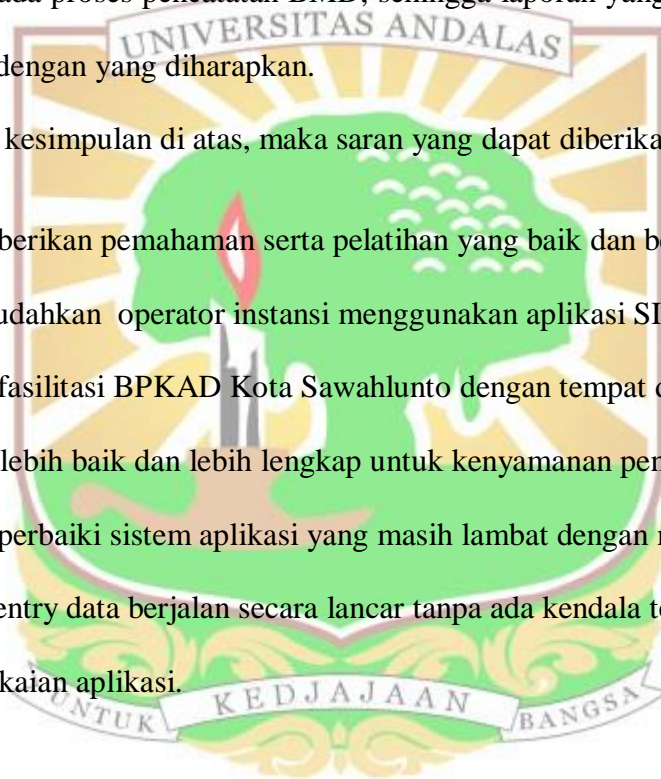 ada proses pencatatan BMD, sehingga laporan yang
UNIVERSITAS ANDALAS
dengan yang diharapkan.
kesimpulan di atas, maka saran yang dapat diberika
berikan pemahaman serta pelatihan yang baik dan be
udahkan operator instansi menggunakan aplikasi SI
fasilitasi BPKAD Kota Sawahlunto dengan tempat d
lebih baik dan lebih lengkap untuk kenyamanan pen
perbaiki sistem aplikasi yang masih lambat dengan
entry data berjalan secara lancar tanpa ada kendala te
kaian aplikasi.
UNTUK KEDJAJAAN BANGSA